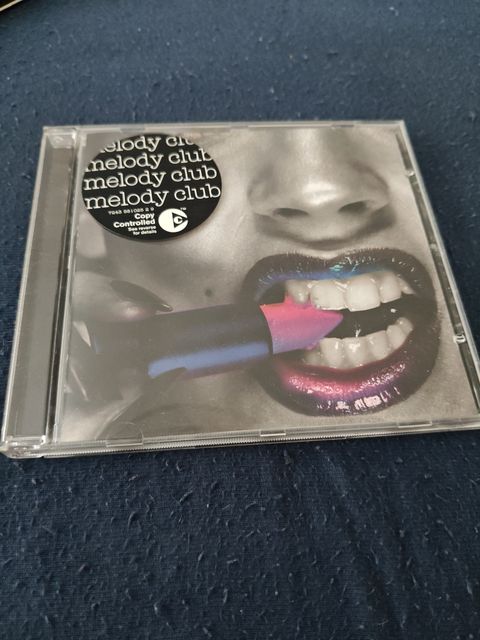 melody club
melody club
melody club
melody club
Copy
Controlled
See reverse
for details